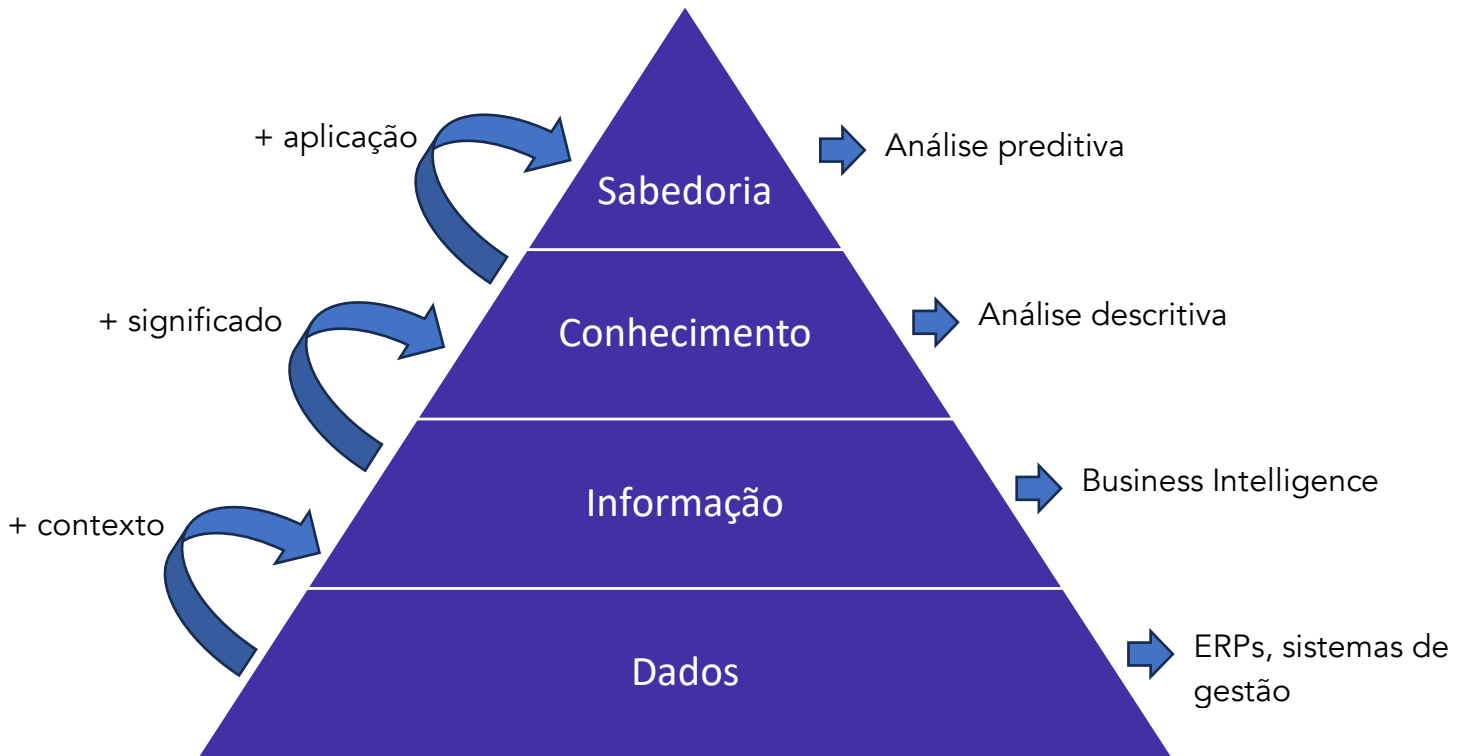 + aplicação
Sabedoria
Análise preditiva
+ significado
Conhecimento
Análise descritiva
+ contexto
Informação
Business Intelligence
Dados
ERPs, sistemas de
gestão